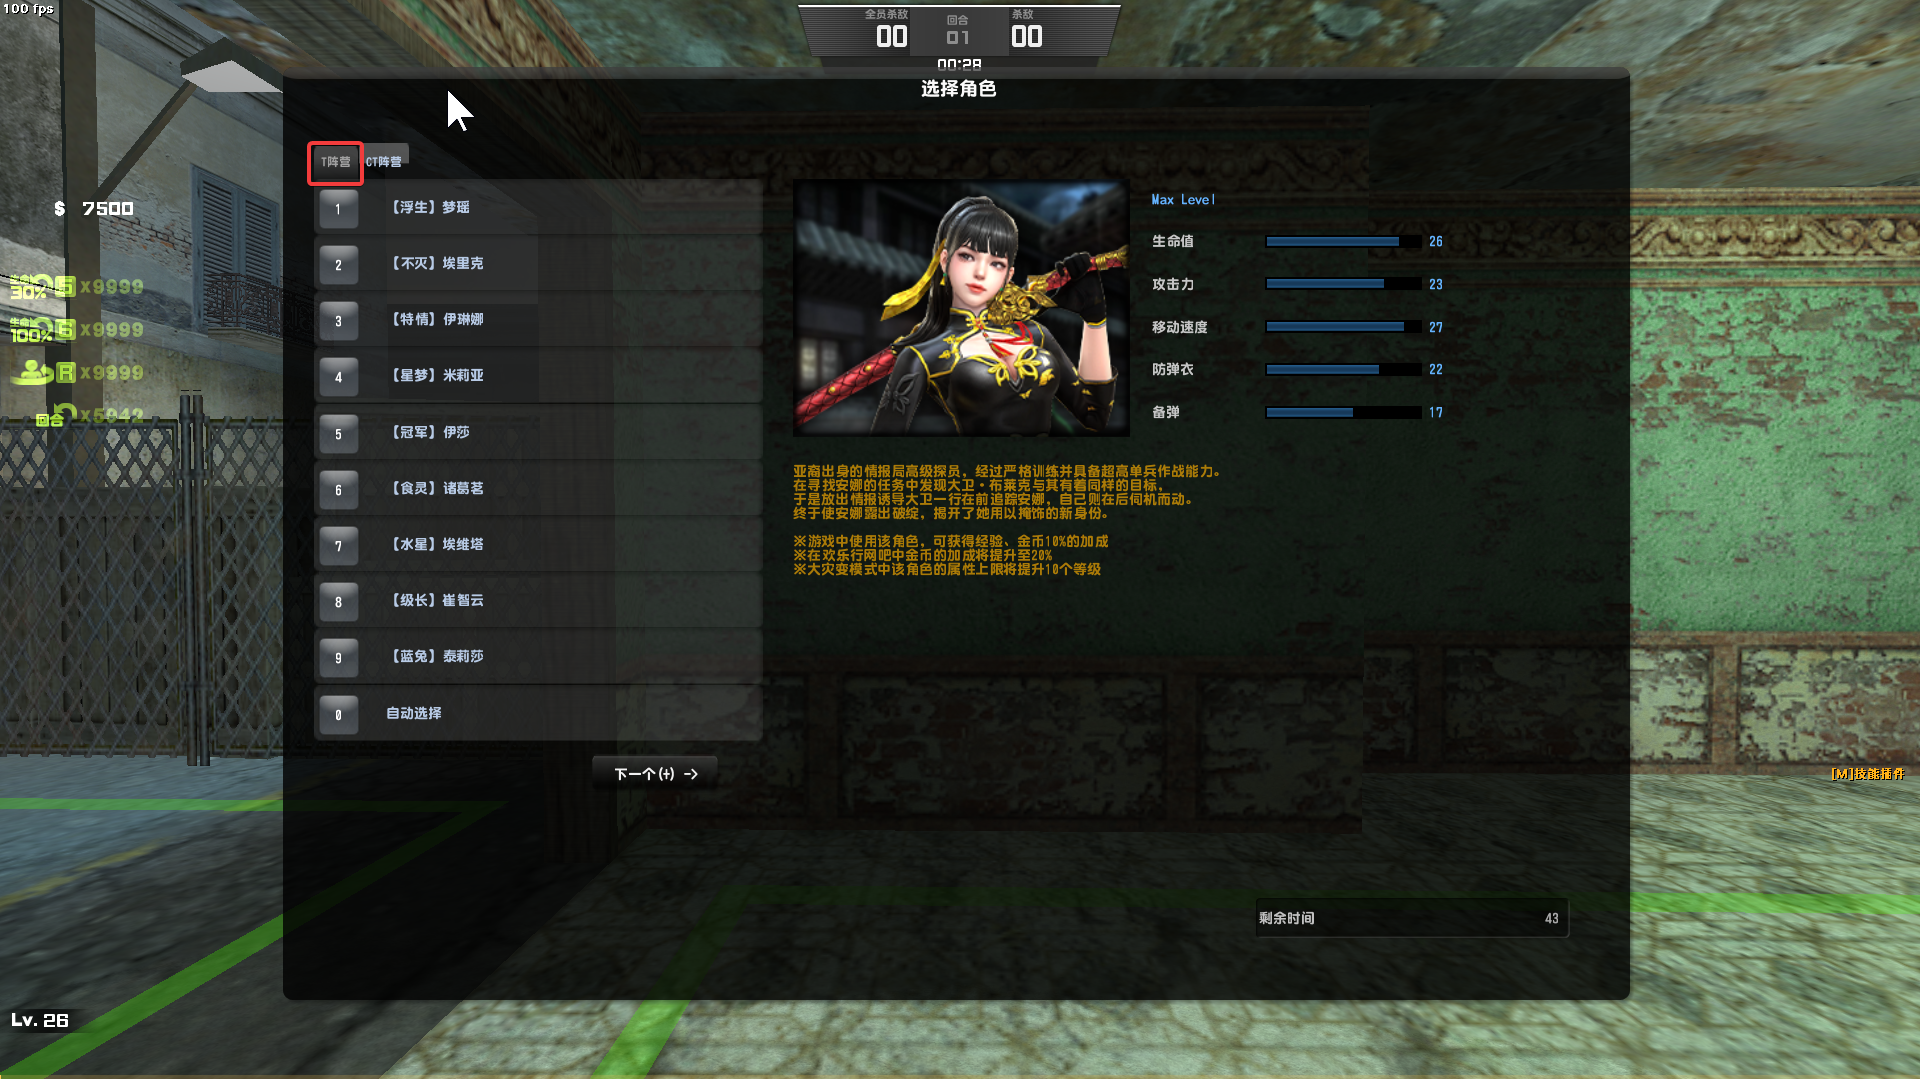 100 fps
全员杀敌 回合 杀敌
00 01 00
00:28
选择角色
T阵营 CT阵营
$ 7500
1 【浮生】梦瑶
2 【不灭】埃里克
3 【特情】伊琳娜
4 【星梦】米莉亚
5 【冠军】伊莎
6 【食灵】诸葛茗
7 【水星】埃维塔
8 【级长】崔智云
9 【蓝兔】泰莉莎
0 自动选择
下一个(+) ->
Max Level
生命值 26
攻击力 23
移动速度 27
防弹衣 22
备弹 17
亚裔出身的情报局高级探员，经过严格训练并具备超高单兵作战能力。
在寻找安娜的任务中发现大卫·布莱克与其有着同样的目标，
于是放出情报诱导大卫一行在前追踪安娜，自己则在后伺机而动。
终于使安娜露出破绽，揭开了她用以掩饰的新身份。
※游戏中使用该角色，可获得经验、金币10%的加成
※在欢乐行网吧中金币的加成将提升至20%
※大灾变模式中该角色的属性上限将提升10个等级
30% 5 x9999
100% 6 x9999
R x9999
回合 x5942
[M]技能插件
剩余时间 43
Lv. 26